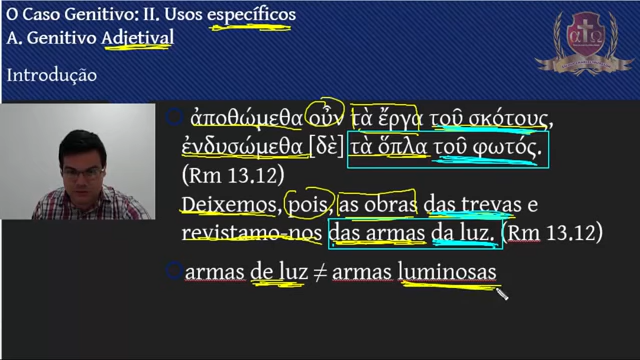 O Caso Genitivo: II. Usos específicos
A. Genitivo Adjetival
Introdução
ἀποθώμεθα οὖν τὰ ἔργα τοῦ σκότους,
ἐνδυσώμεθα [δὲ] τὰ ὅπλα τοῦ φωτός.
(Rm 13.12)
Deixemos, pois, as obras das trevas e
revistamo-nos das armas da luz. (Rm 13.12)
armas de luz ≠ armas luminosas
Α Ω